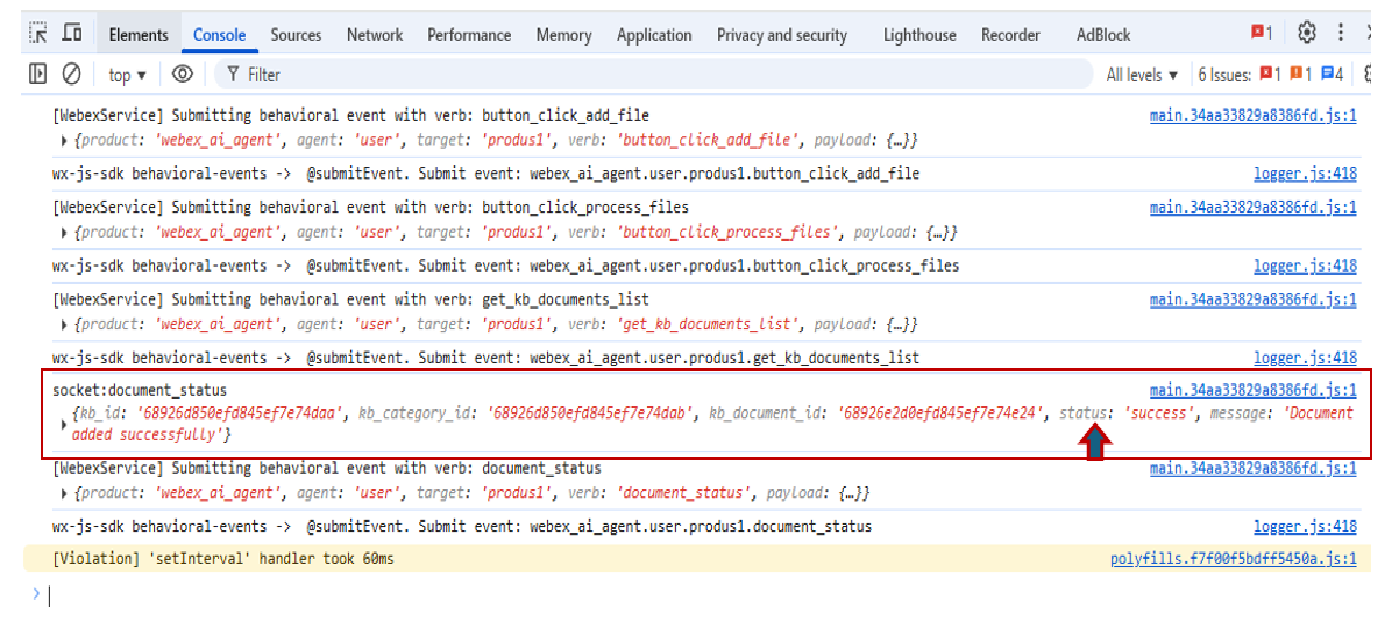 Elements Console Sources Network Performance Memory Application Privacy and security Lighthouse Recorder AdBlock 1
top ▾ Filter All levels ▾ 6 Issues: 1 1 4
[WebexService] Submitting behavioral event with verb: button_click_add_file main.34aa33829a8386fd.js:1
▸ {product: 'webex_ai_agent', agent: 'user', target: 'produs1', verb: 'button_click_add_file', payload: {…}}
wx-js-sdk behavioral-events -> @submitEvent. Submit event: webex_ai_agent.user.produs1.button_click_add_file logger.js:418
[WebexService] Submitting behavioral event with verb: button_click_process_files main.34aa33829a8386fd.js:1
▸ {product: 'webex_ai_agent', agent: 'user', target: 'produs1', verb: 'button_click_process_files', payload: {…}}
wx-js-sdk behavioral-events -> @submitEvent. Submit event: webex_ai_agent.user.produs1.button_click_process_files logger.js:418
[WebexService] Submitting behavioral event with verb: get_kb_documents_list main.34aa33829a8386fd.js:1
▸ {product: 'webex_ai_agent', agent: 'user', target: 'produs1', verb: 'get_kb_documents_list', payload: {…}}
wx-js-sdk behavioral-events -> @submitEvent. Submit event: webex_ai_agent.user.produs1.get_kb_documents_list logger.js:418
socket:document_status main.34aa33829a8386fd.js:1
▸ {kb_id: '68926d850efd845ef7e74daa', kb_category_id: '68926d850efd845ef7e74dab', kb_document_id: '68926e2d0efd845ef7e74e24', status: 'success', message: 'Document
added successfully'}
[WebexService] Submitting behavioral event with verb: document_status main.34aa33829a8386fd.js:1
▸ {product: 'webex_ai_agent', agent: 'user', target: 'produs1', verb: 'document_status', payload: {…}}
wx-js-sdk behavioral-events -> @submitEvent. Submit event: webex_ai_agent.user.produs1.document_status logger.js:418
[Violation] 'setInterval' handler took 60ms polyfills.f7f00f5bdff5450a.js:1